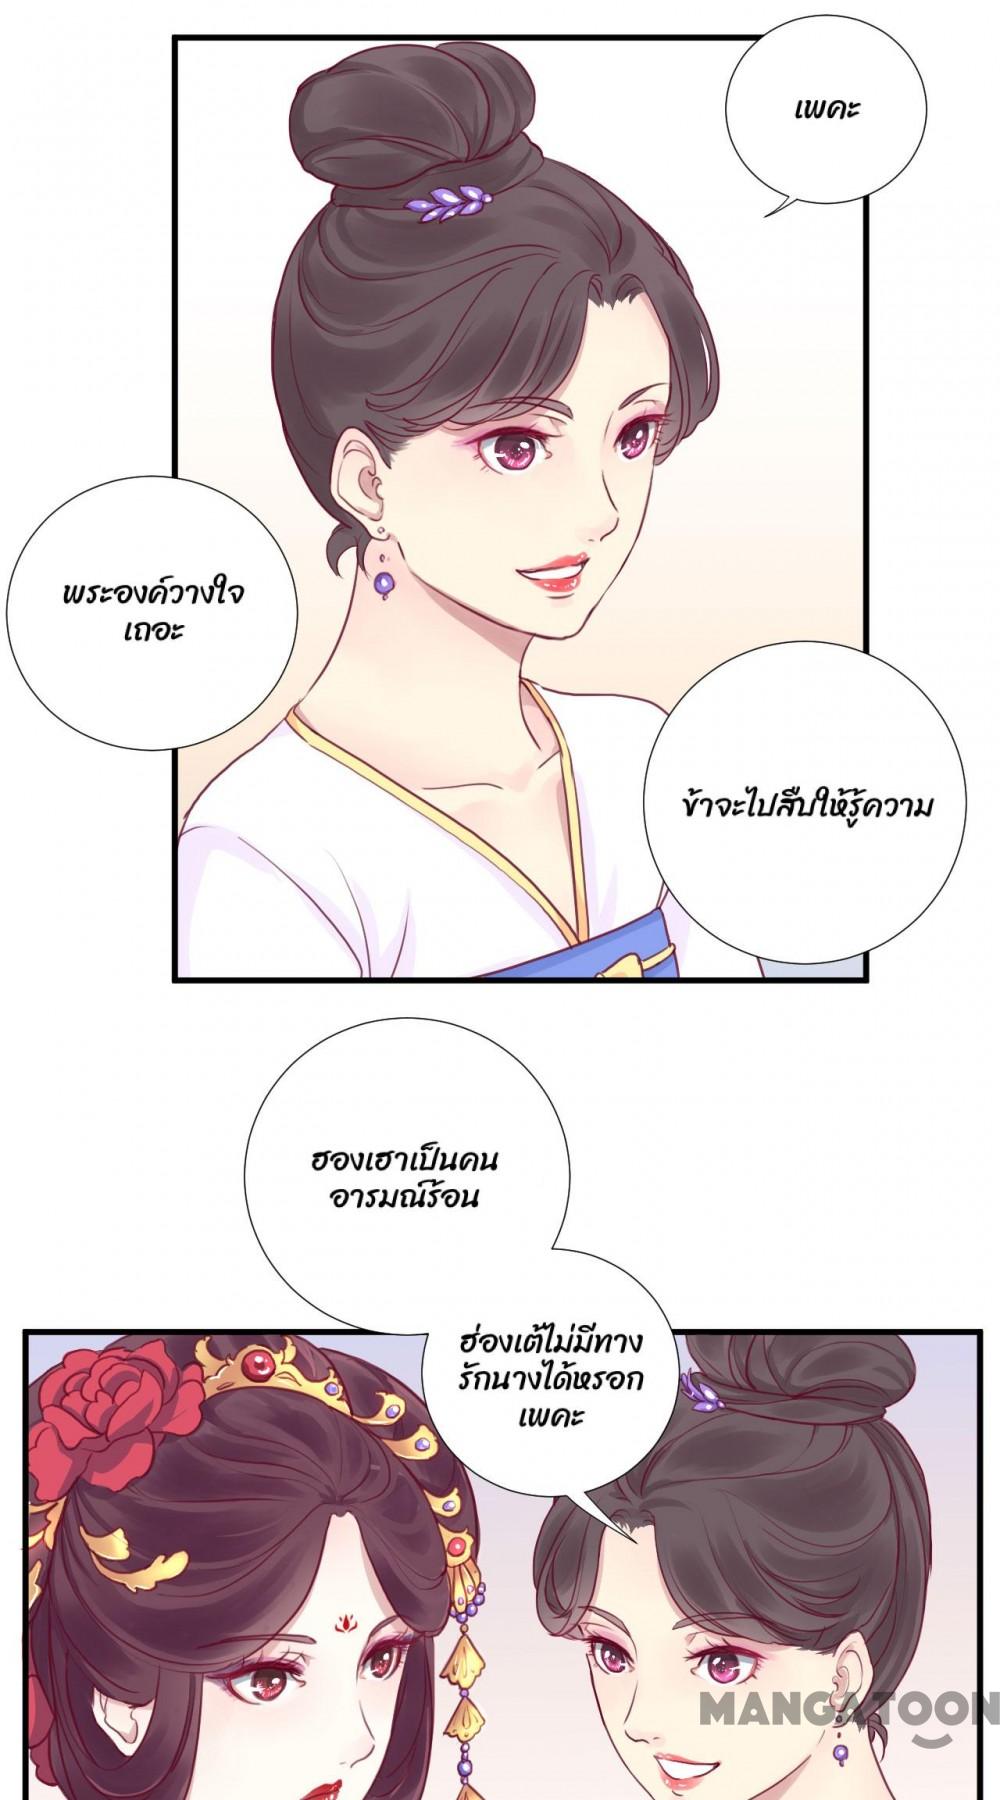 เพคะ
พระองค์วางใจ
เถอะ
ข้าจะไปสืบให้รู้ความ
ฮองเฮาเป็นคน
อารมณ์ร้อน
ฮ่องเต้ไม่มีทาง
รักนางได้หรอก
เพคะ
MANGATOON